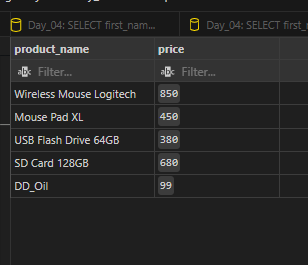 Day_04: SELECT first_nam...
Day_04: SELECT first_n
product_name price
Filter... Filter...
Wireless Mouse Logitech 850
Mouse Pad XL 450
USB Flash Drive 64GB 380
SD Card 128GB 680
DD_Oil 99